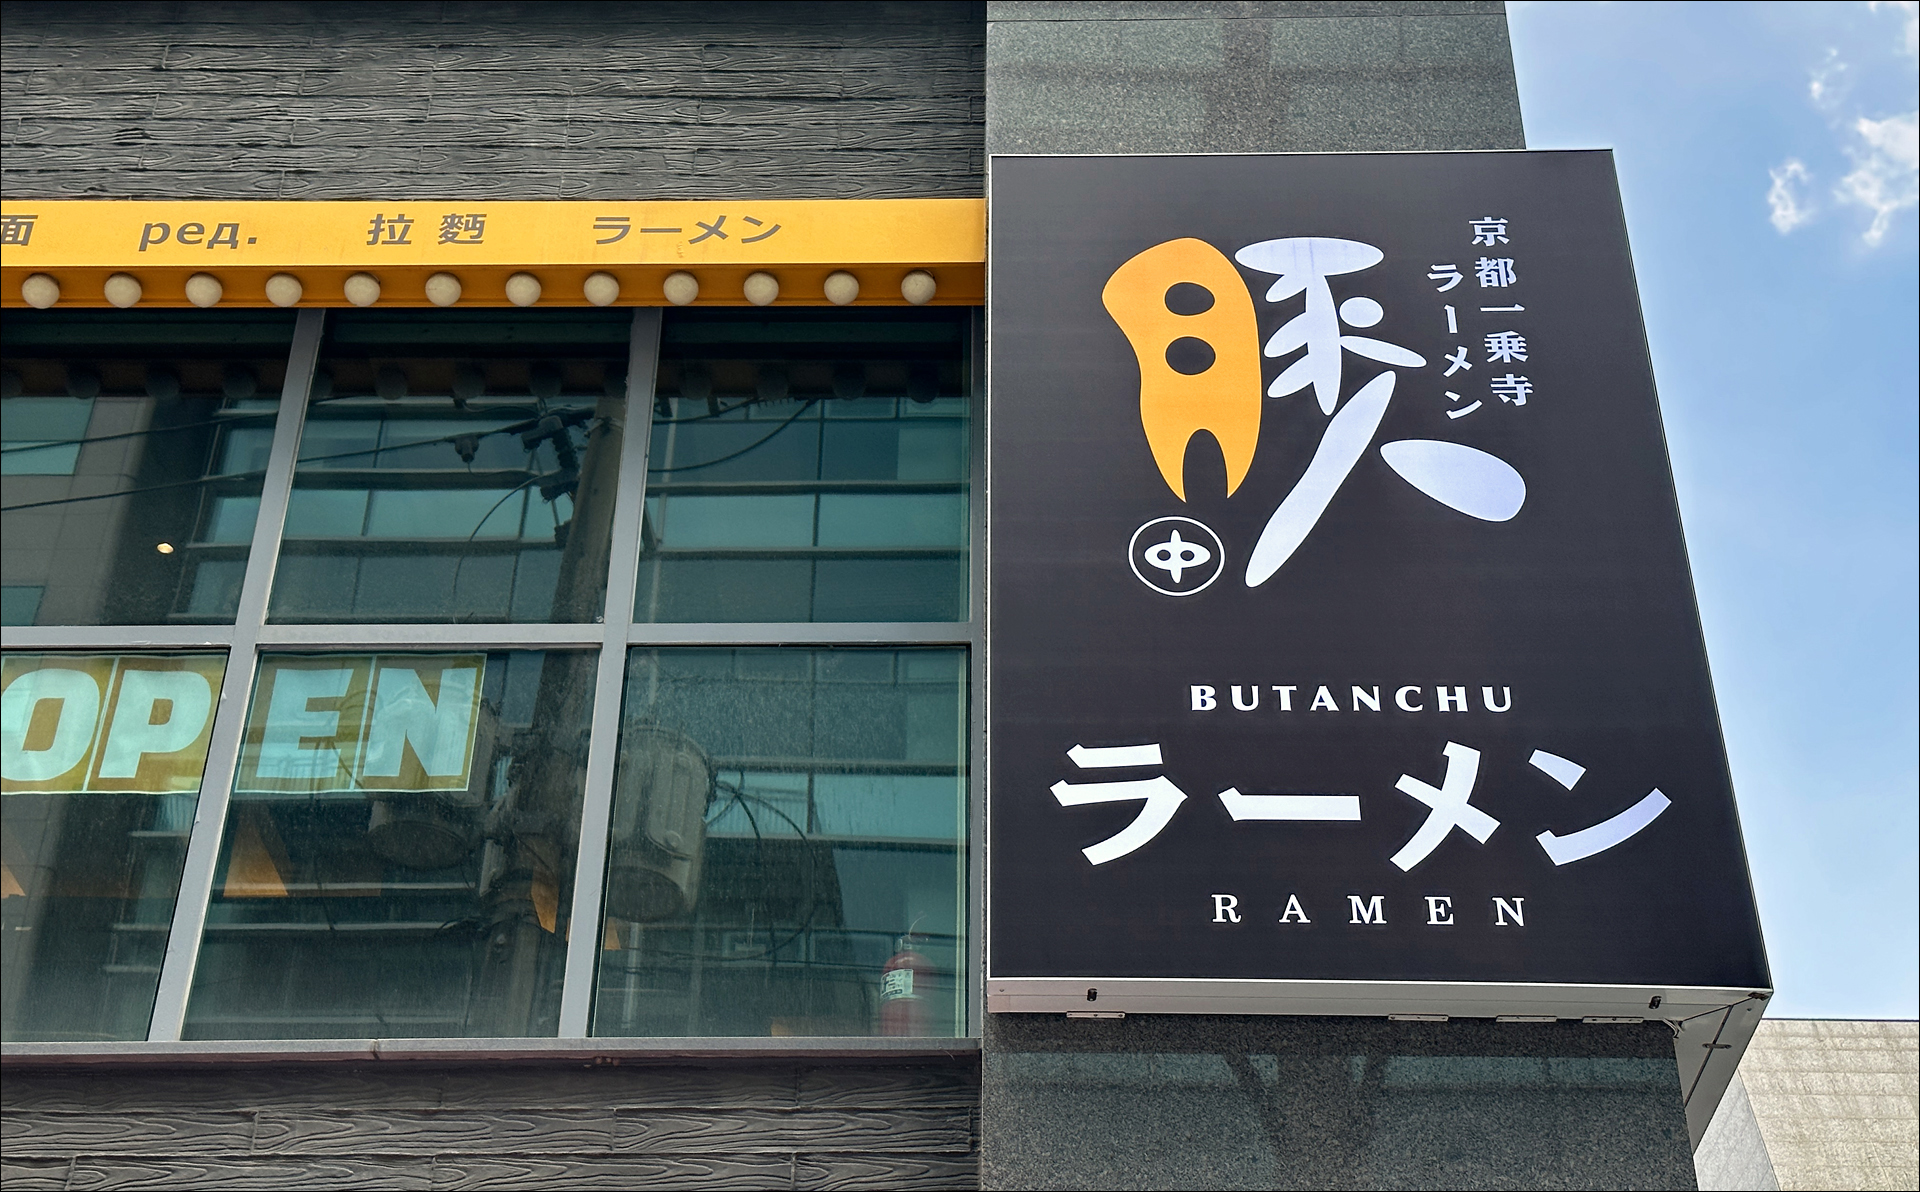 面 ред. 拉麪 ラーメン
OPEN
京都一乗寺
ラーメン
豚
中
BUTANCHU
ラーメン
RAMEN